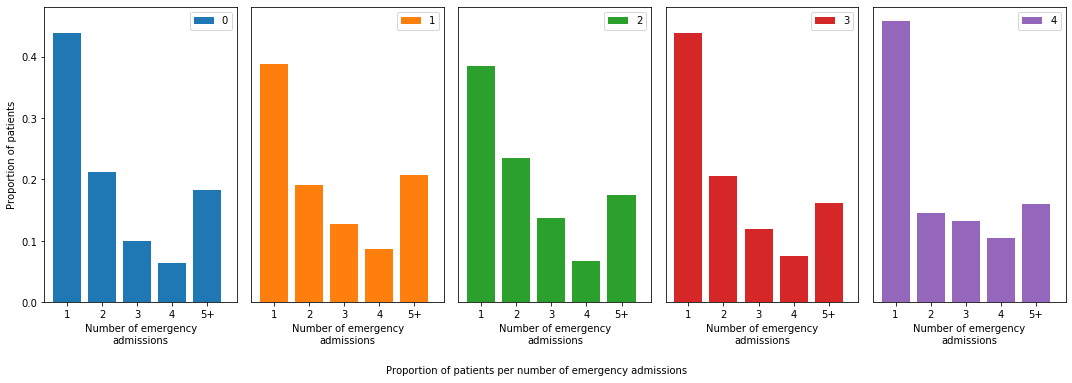 0
1
2
3
4
Proportion of patients
0.4
0.3
0.2
0.1
0.0
1 2 3 4 5+
1 2 3 4 5+
1 2 3 4 5+
1 2 3 4 5+
1 2 3 4 5+
Number of emergency
admissions
Number of emergency
admissions
Number of emergency
admissions
Number of emergency
admissions
Number of emergency
admissions
Proportion of patients per number of emergency admissions